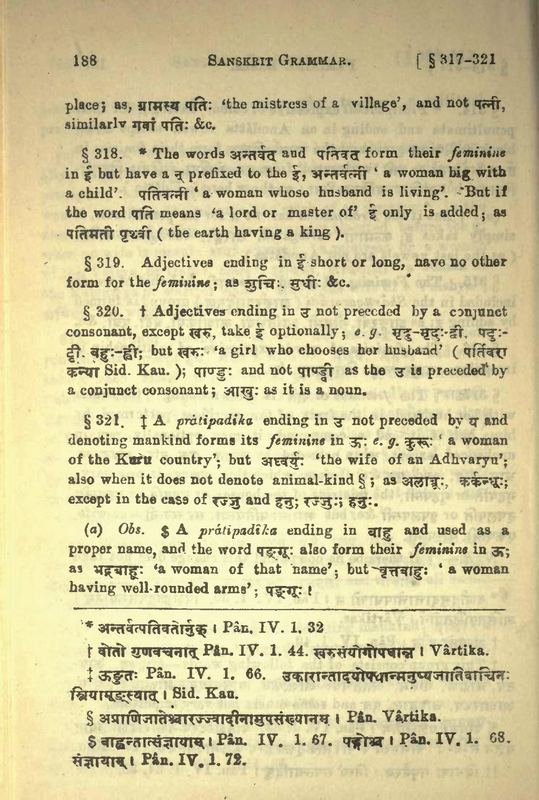 188 SANSKRIT GRAMMAR. [ § 317-321
place; as, ग्रामस्य पतिः 'the mistress of a village', and not पत्नी,
similarly गवां पतिः &c.
§ 318. * The words अन्तर्वत् and पतिवत् form their feminine
in ई but have a न् prefixed to the ई, अन्तर्वत्नी 'a woman big with
a child'. पतिवत्नी 'a woman whose husband is living'. But if
the word पति means 'a lord or master of' ई only is added; as
पतिमती पृथ्वी ( the earth having a king ).
§ 319. Adjectives ending in ई short or long, have no other
form for the feminine; as शुचिः, सुधीः &c.
§ 320. † Adjectives ending in उ not preceded by a conjunct
consonant, except खरु, take ई optionally; e. g. मृदु-मृदुः-द्वी, पटुः-
ट्वी, बहुः-ह्वी; but खरुः 'a girl who chooses her husband' ( पतिंवरा
कन्या Sid. Kau. ); पाण्डुः and not पाण्ड्वी as the उ is preceded by
a conjunct consonant; आखुः as it is a noun.
§ 321. ‡ A prâtipadika ending in उ not preceded by य and
denoting mankind forms its feminine in ऊ; e. g. कुरूः 'a woman
of the Kuru country'; but अध्वर्युः 'the wife of an Adhvaryu';
also when it does not denote animal-kind §; as अलाबूः, कर्कन्धूः;
except in the case of रज्जु and हनु; रज्जुः; हनुः.
(a) Obs. $ A prâtipadika ending in बाहु and used as a
proper name, and the word पङ्गुः also form their feminine in ऊ;
as भद्रबाहूः 'a woman of that name'; but वृत्तबाहुः 'a woman
having well-rounded arms'; पङ्गूः ।
* अन्तर्वत्पतिवतोर्नुक् । Pân. IV. 1. 32
† वोतो गुणवचनात् Pân. IV. 1. 44. खरुसंयोगोपधान्न । Vârtika.
‡ ऊङुतः Pân. IV. 1. 66. उकारान्तादयोपधान्मनुष्यजातिवाचिनः
स्त्रियामूङ्स्यात् । Sid. Kau.
§ अप्राणिजातेश्चारज्ज्वादीनामुपसंख्यानम् । Pân. Vârtika.
$ बाह्वन्तात्संज्ञायाम् । Pân. IV. 1. 67. पङ्गोश्च । Pân. IV. 1. 68.
संज्ञायाम् । Pân. IV. 1. 72.